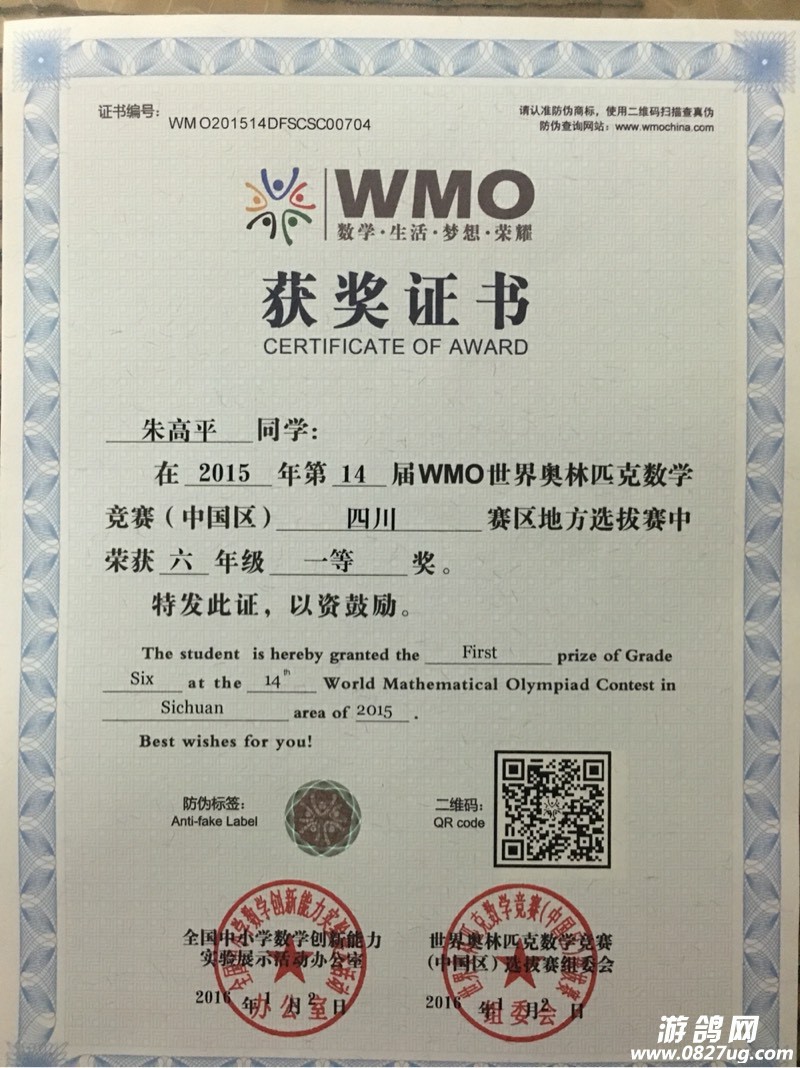 证书编号:
WMO201514DFSCSC00704
请认准防伪商标，使用二维码扫描查真伪
防伪查询网站：www.wmochina.com
WMO
数学·生活·梦想·荣耀
获奖证书
CERTIFICATE OF AWARD
朱高平 同学：
在 2015 年第 14 届WMO世界奥林匹克数学
竞赛（中国区） 四川 赛区地方选拔赛中
荣获 六 年级 一等 奖。
特发此证，以资鼓励。
The student is hereby granted the First prize of Grade
Six at the 14th World Mathematical Olympiad Contest in
Sichuan area of 2015 .
Best wishes for you!
防伪标签：
Anti-fake Label
二维码：
QR code
全国中小学数学创新能力
实验展示活动办公室
2016 年 1 月 2 日
办公室
世界奥林匹克数学竞赛
(中国区）选拔赛组委会
2016 年 1 月 2 日
组委会
游鸽网
www.0827ug.com